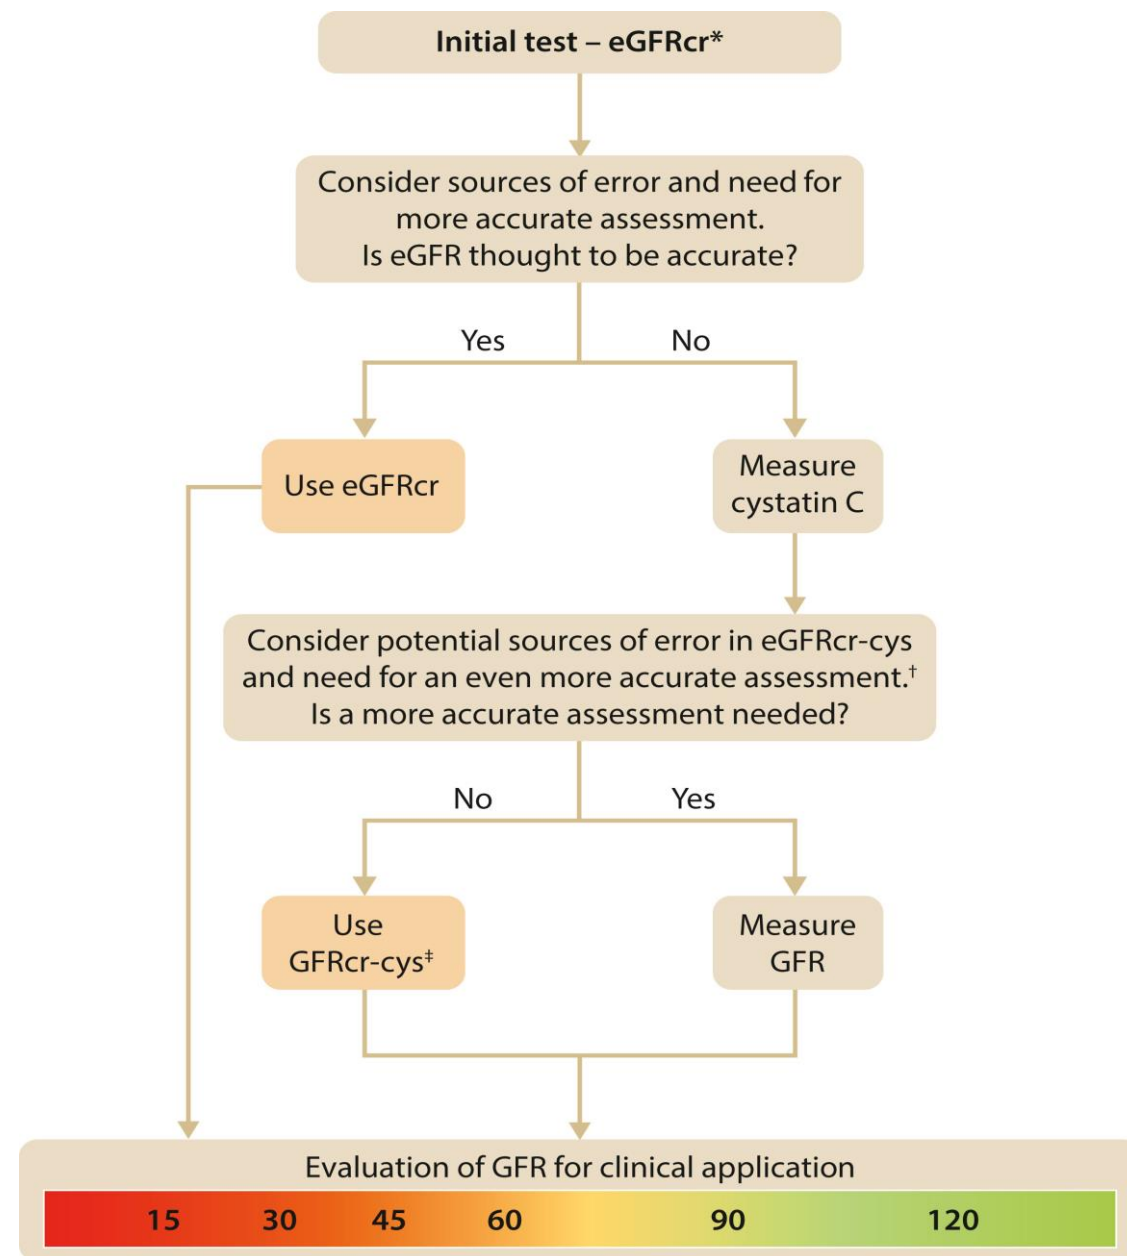 Initial test – eGFRcr*
Consider sources of error and need for
more accurate assessment.
Is eGFR thought to be accurate?
Yes
No
Use eGFRcr
Measure
cystatin C
Consider potential sources of error in eGFRcr-cys
and need for an even more accurate assessment.†
Is a more accurate assessment needed?
No
Yes
Use
GFRcr-cys‡
Measure
GFR
Evaluation of GFR for clinical application
15 30 45 60 90 120